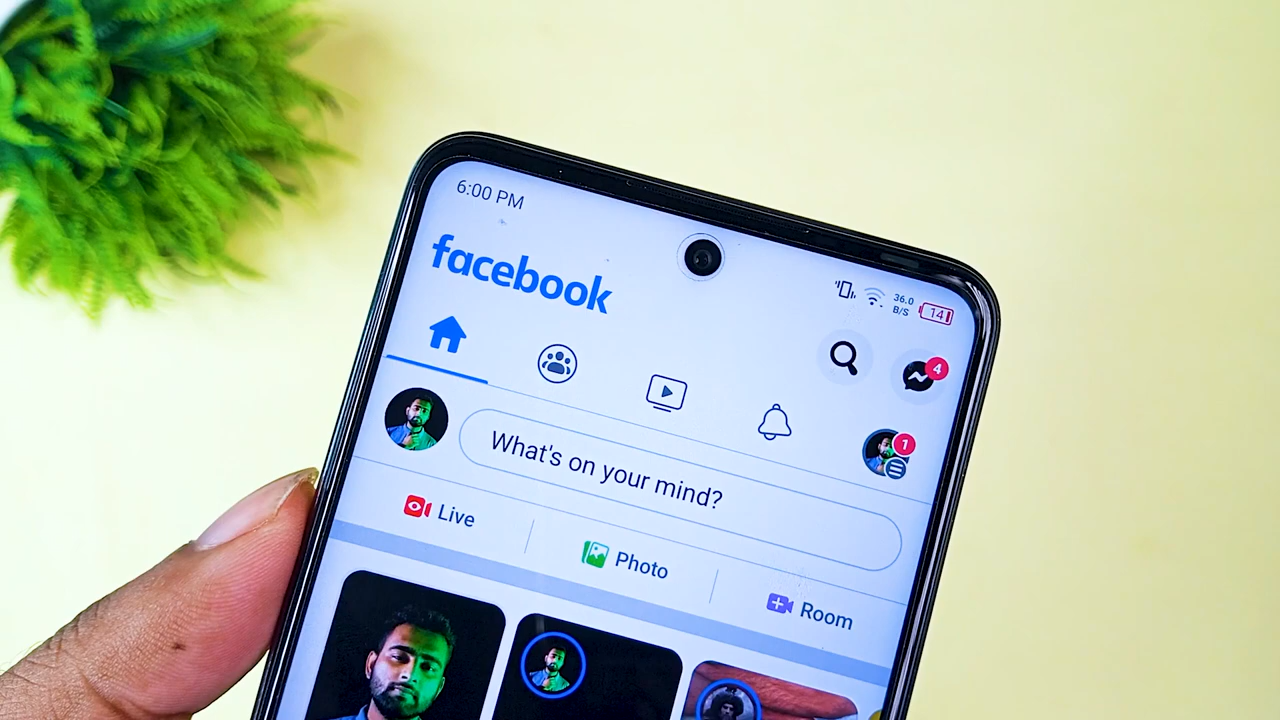 6:00 PM
36.0
B/S
14
facebook
4
1
What's on your mind?
Live
Photo
Room